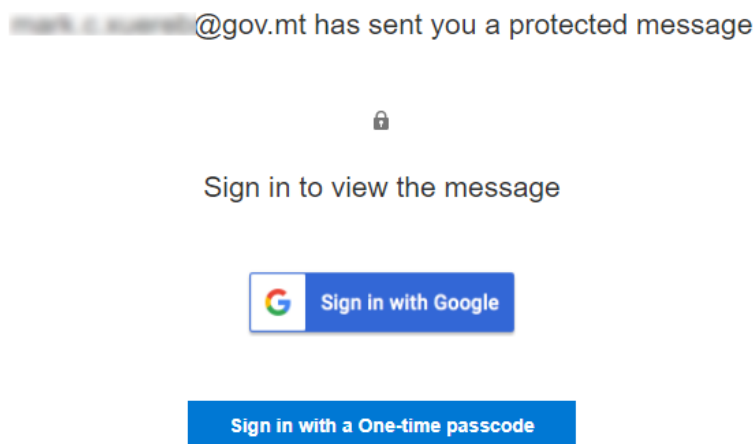 @gov.mt has sent you a protected message
Sign in to view the message
Sign in with Google
Sign in with a One-time passcode